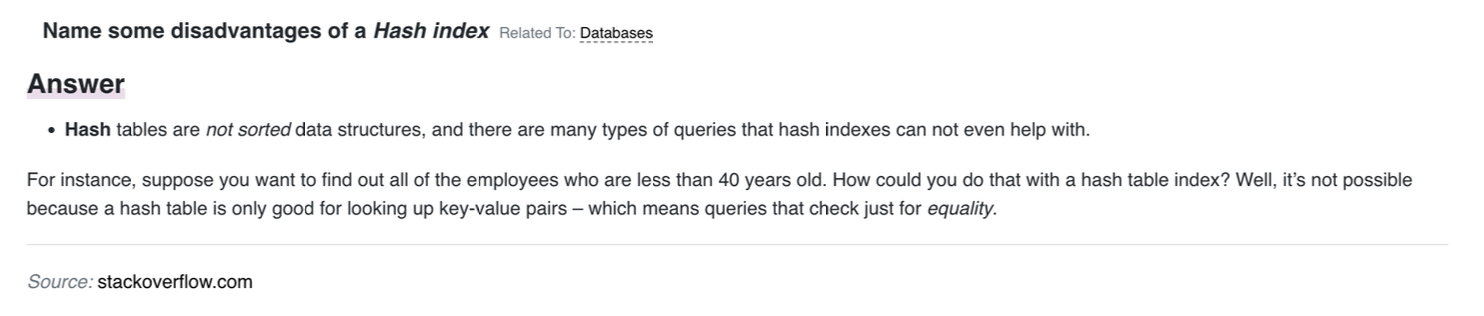 Name some disadvantages of a Hash index Related To: Databases
Answer
• Hash tables are not sorted data structures, and there are many types of queries that hash indexes can not even help with.
For instance, suppose you want to find out all of the employees who are less than 40 years old. How could you do that with a hash table index? Well, it’s not possible
because a hash table is only good for looking up key-value pairs – which means queries that check just for equality.
Source: stackoverflow.com